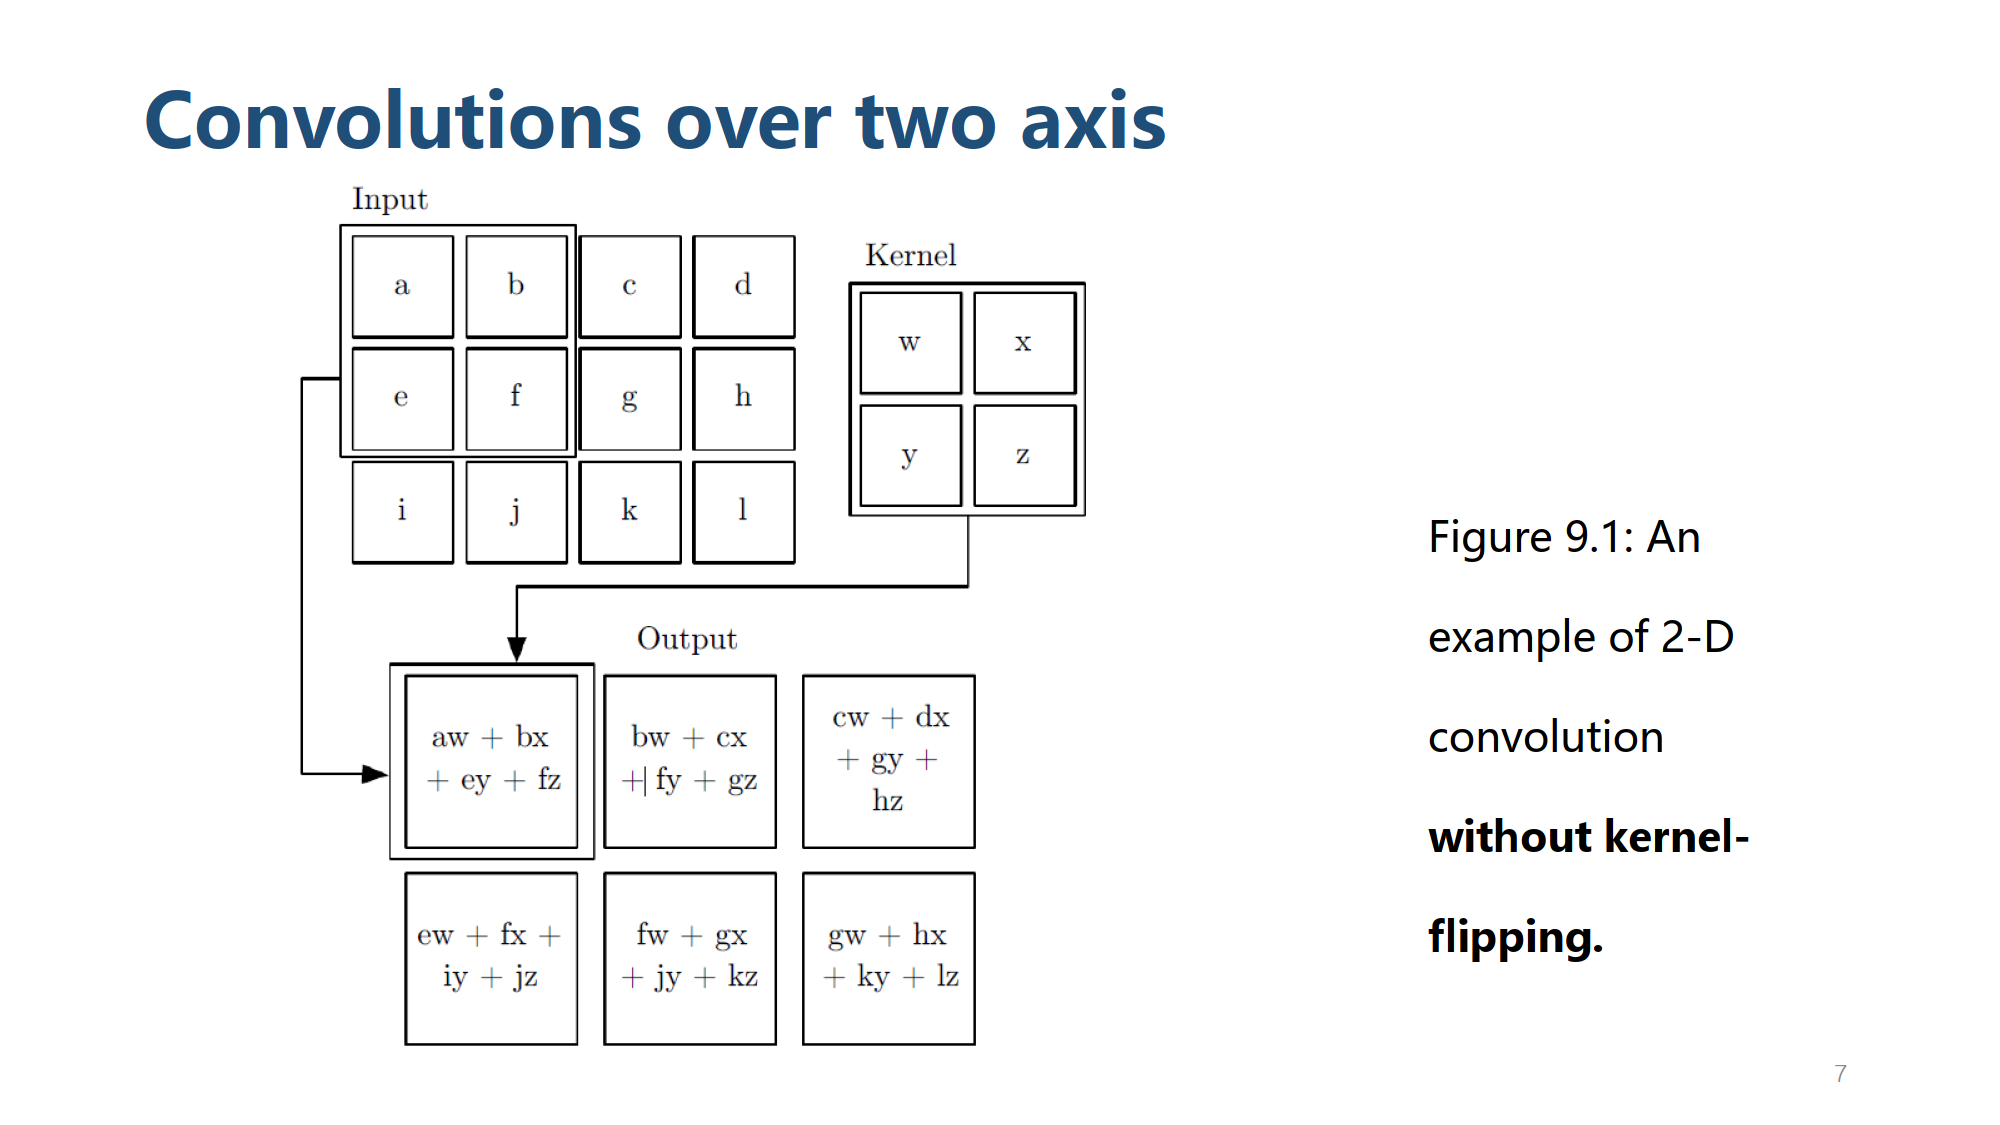 Convolutions over two axis
Input
a b c d
e f g h
i j k l
Kernel
w x
y z
Output
aw + bx
+ ey + fz
bw + cx
+ fy + gz
cw + dx
+ gy +
hz
ew + fx +
iy + jz
fw + gx
+ jy + kz
gw + hx
+ ky + lz
Figure 9.1: An
example of 2-D
convolution
without kernel-
flipping.
7